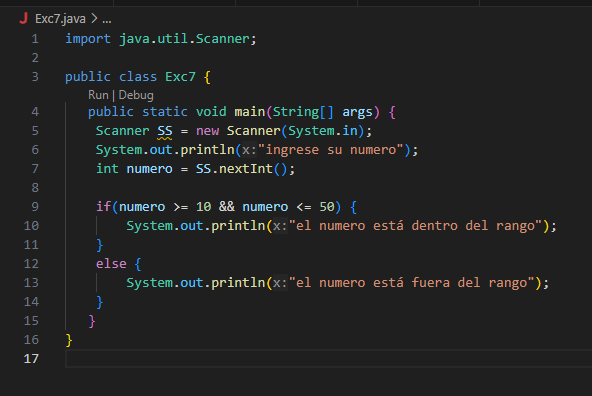 J Exc7.java > ...
1 import java.util.Scanner;
2
3 public class Exc7 {
Run | Debug
4 public static void main(String[] args) {
5 Scanner SS = new Scanner(System.in);
6 System.out.println(x:"ingrese su numero");
7 int numero = SS.nextInt();
8
9 if(numero >= 10 && numero <= 50) {
10 System.out.println(x:"el numero está dentro del rango");
11 }
12 else {
13 System.out.println(x:"el numero está fuera del rango");
14 }
15 }
16 }
17